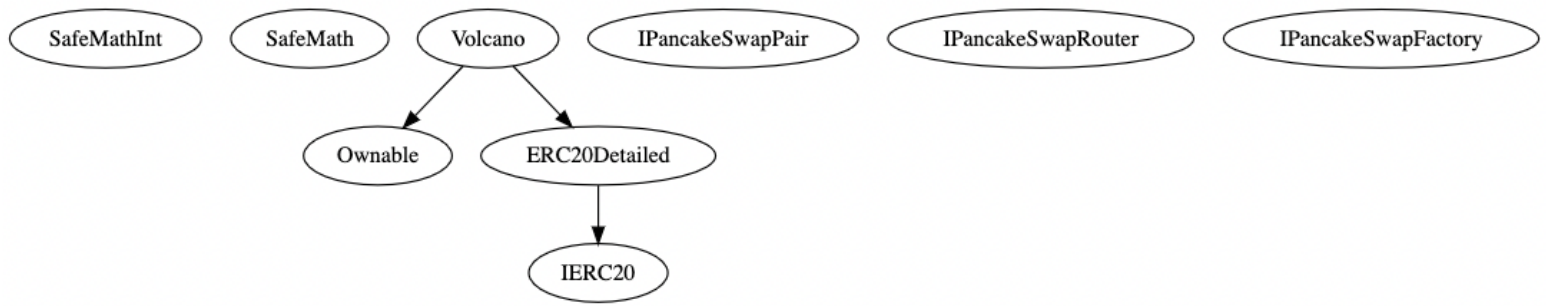 SafeMathInt
SafeMath
Volcano
IPancakeSwapPair
IPancakeSwapRouter
IPancakeSwapFactory
Ownable
ERC20Detailed
IERC20